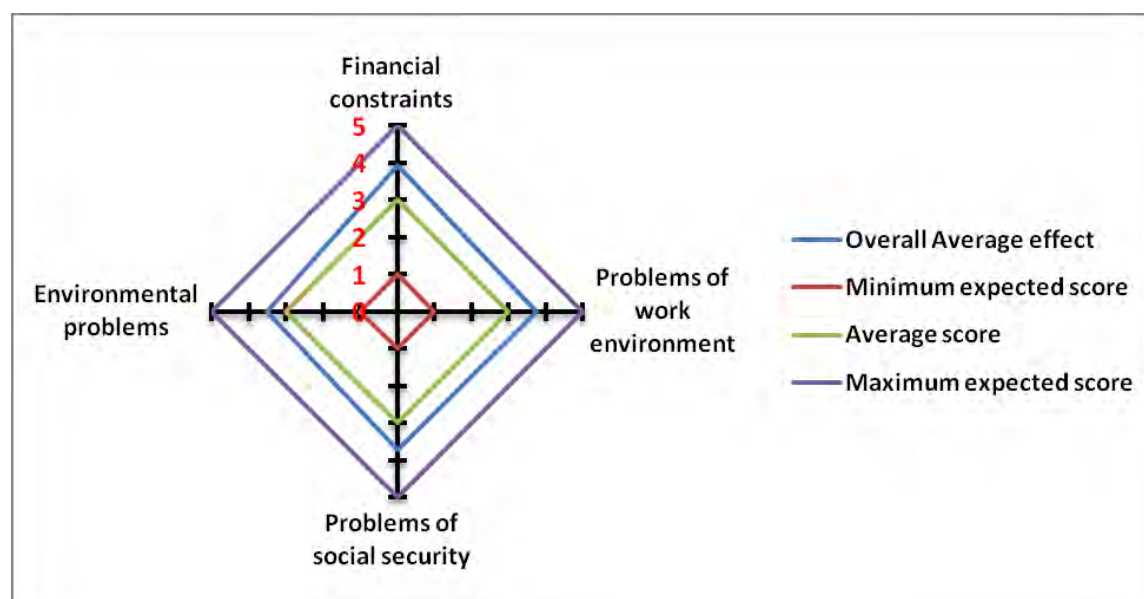 Financial
constraints
5
4
3
2
1
0
Environmental
problems
Problems of
work
environment
Problems of
social security
Overall Average effect
Minimum expected score
Average score
Maximum expected score